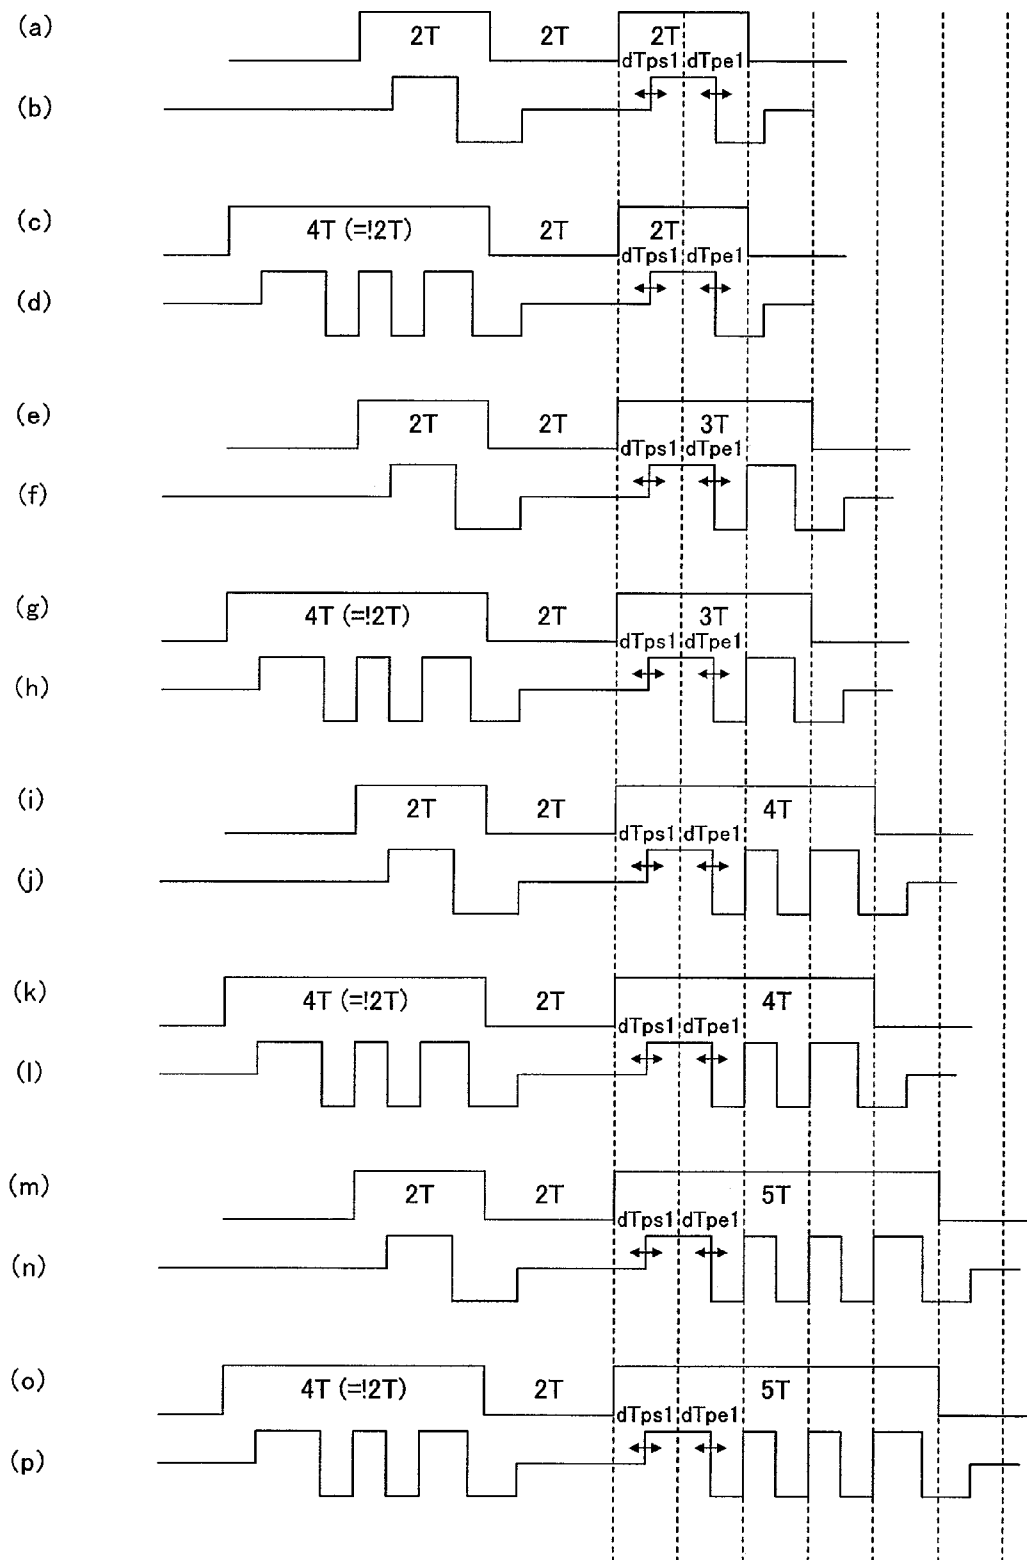 (a)
2T 2T 2T
dTps1 dTpe1
(b)
(c)
4T (=!2T) 2T 2T
dTps1 dTpe1
(d)
(e)
2T 2T 3T
dTps1 dTpe1
(f)
(g)
4T (=!2T) 2T 3T
dTps1 dTpe1
(h)
(i)
2T 2T 4T
dTps1 dTpe1
(j)
(k)
4T (=!2T) 2T 4T
dTps1 dTpe1
(l)
(m)
2T 2T 5T
dTps1 dTpe1
(n)
(o)
4T (=!2T) 2T 5T
dTps1 dTpe1
(p)